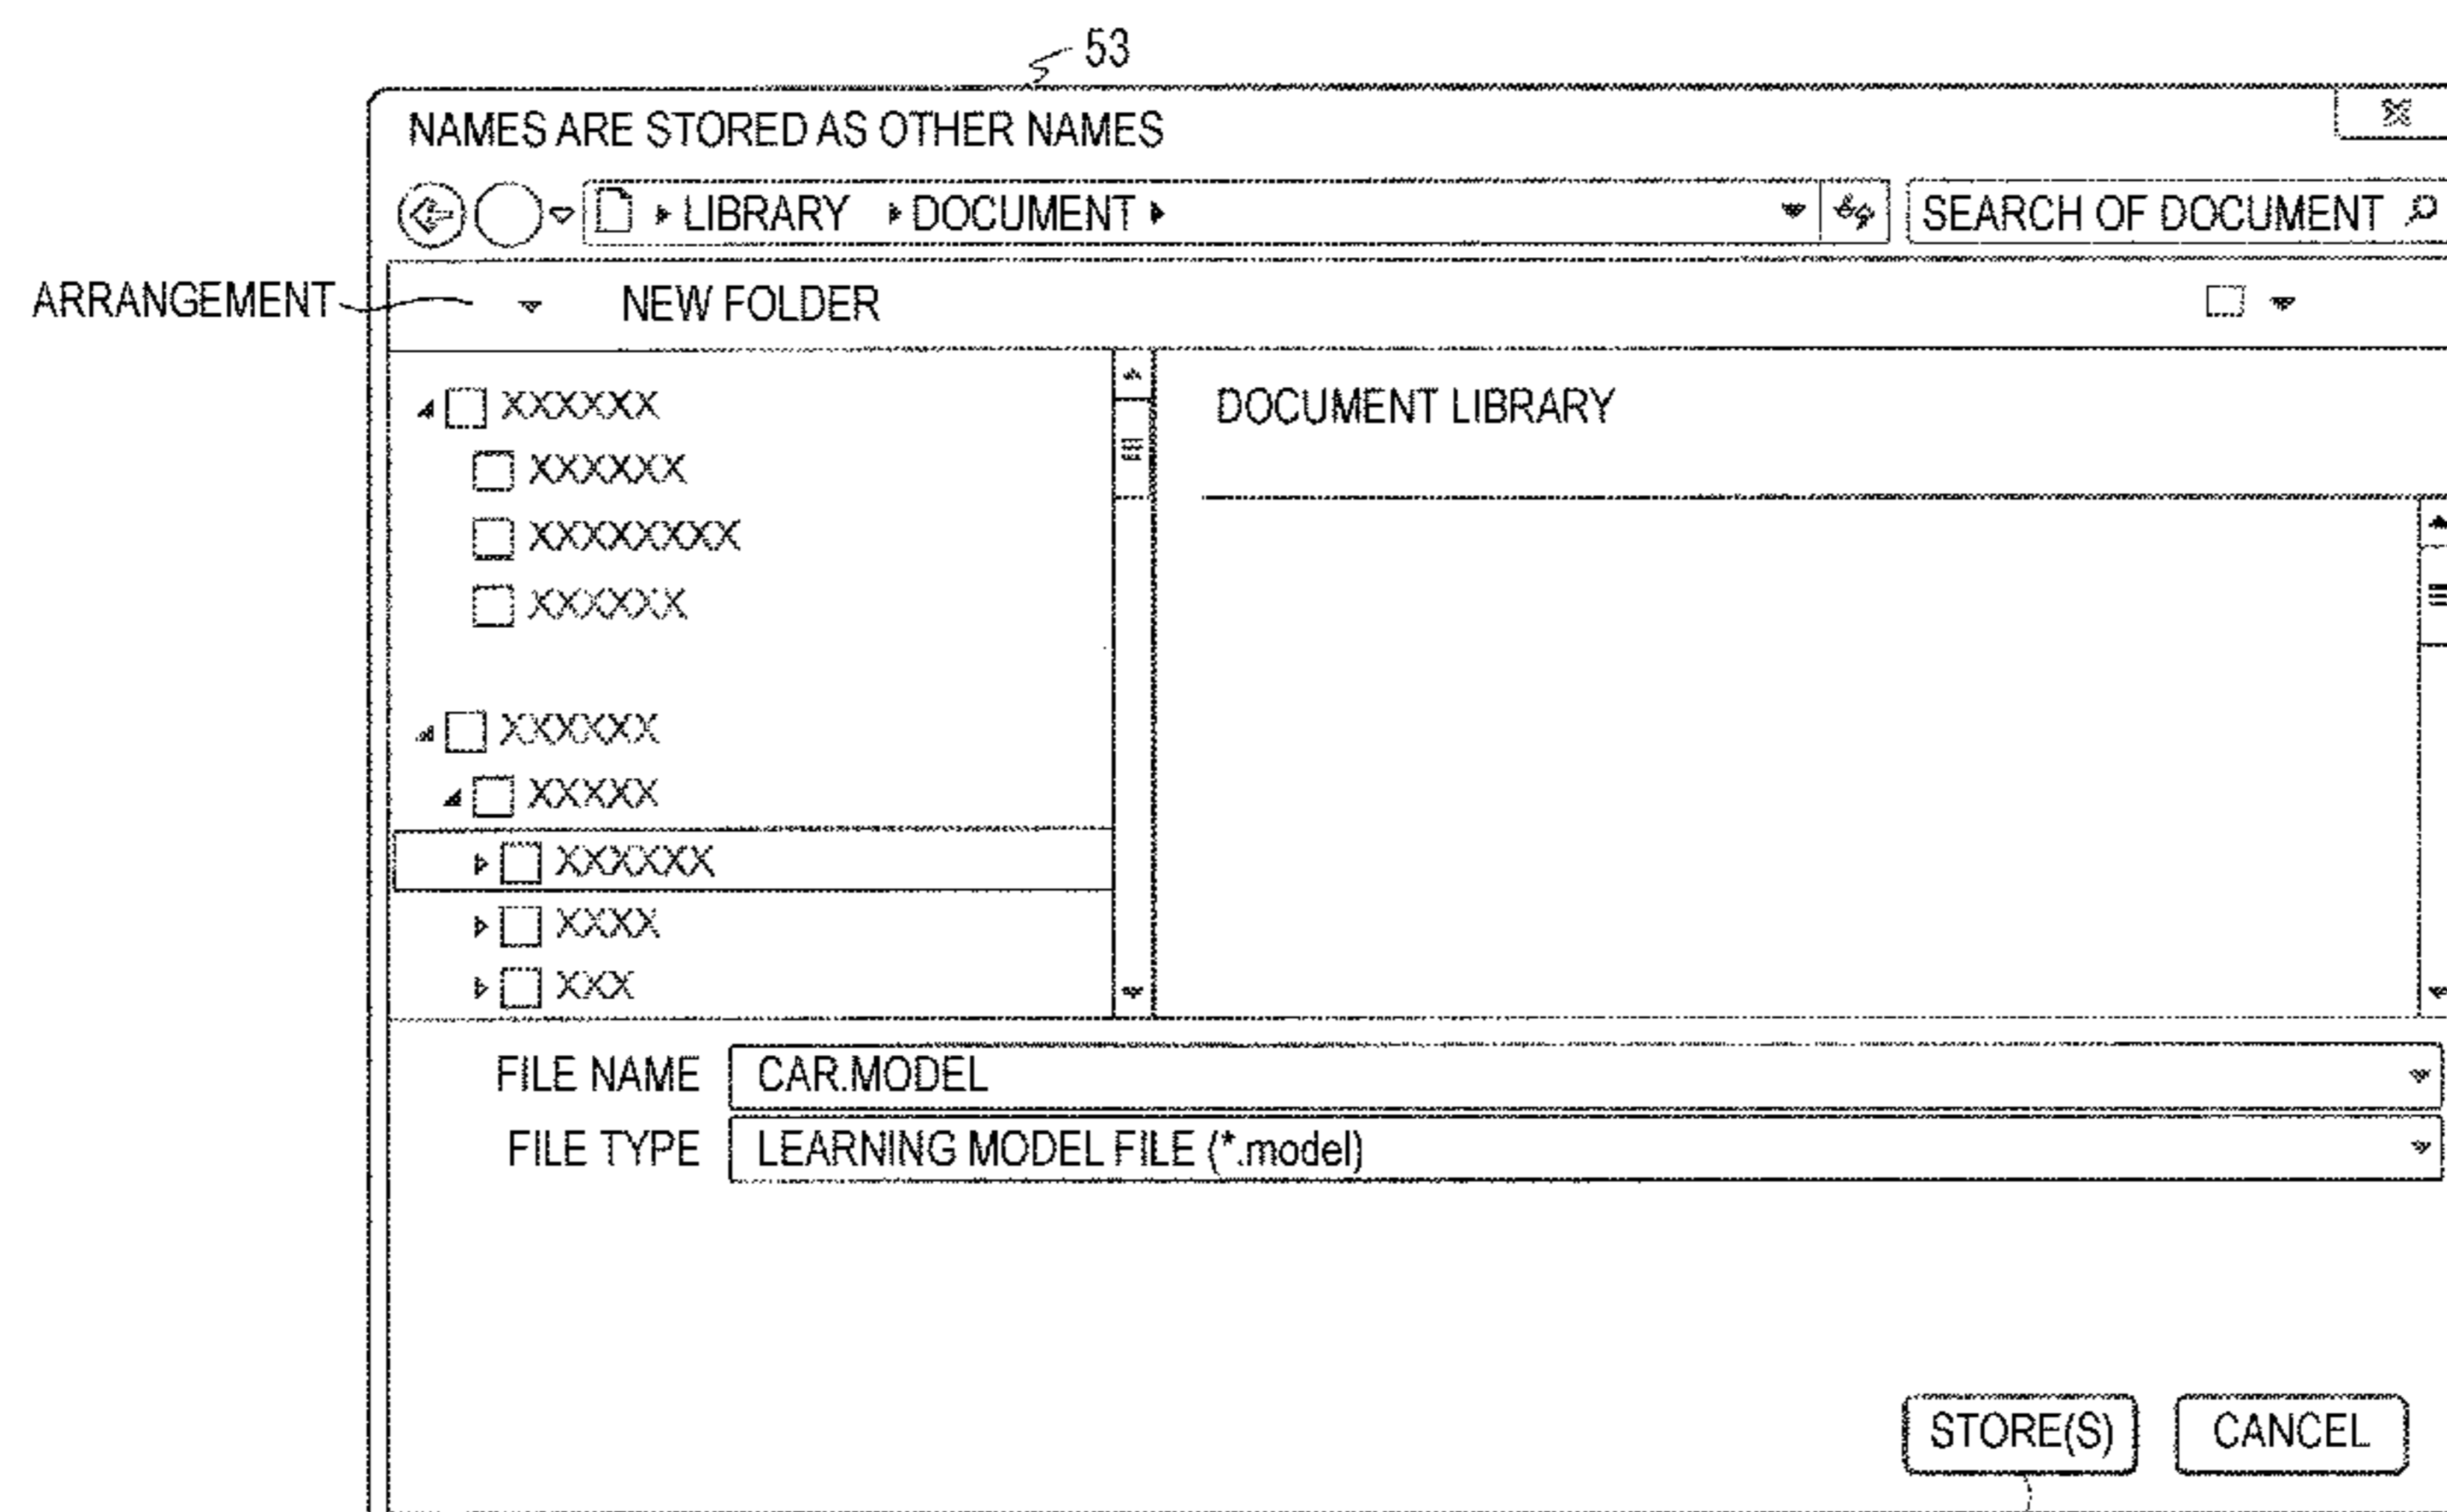 53
NAMES ARE STORED AS OTHER NAMES
LIBRARY DOCUMENT SEARCH OF DOCUMENT
ARRANGEMENT NEW FOLDER
XXXXXX
XXXXXX
XXXXXXXX
XXXXXX
XXXXXX
XXXXX
XXXXXX
XXXX
XXX
DOCUMENT LIBRARY
FILE NAME CAR.MODEL
FILE TYPE LEARNING MODEL FILE (*.model)
STORE(S) CANCEL